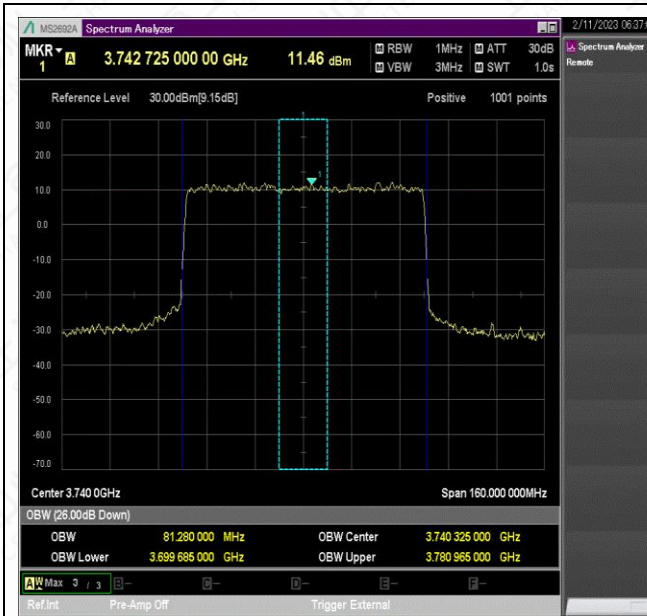 MS2692A Spectrum Analyzer
2/11/2023 06:37:
MKR 1 A 3.742 725 000 00 GHz 11.46 dBm
RBW 1MHz ATT 30dB
VBW 3MHz SWT 1.0s
Spectrum Analyzer
Remote
Reference Level 30.00dBm[9.15dB] Positive 1001 points
30.0
20.0
10.0
0.0
-10.0
-20.0
-30.0
-40.0
-50.0
-60.0
-70.0
1
Center 3.740 0GHz Span 160.000 000MHz
OBW (26.00dB Down)
OBW 81.280 000 MHz OBW Center 3.740 325 000 GHz
OBW Lower 3.699 685 000 GHz OBW Upper 3.780 965 000 GHz
A W Max 3 / 3 B- C- D- E- F-
Ref.Int Pre-Amp Off Trigger External